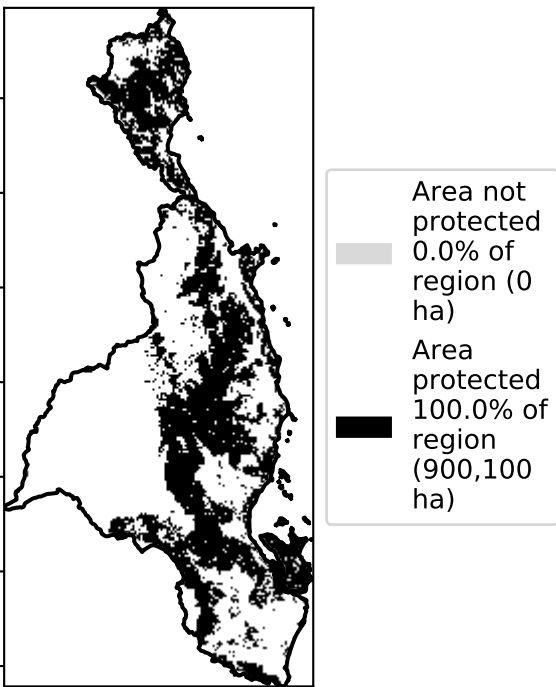 Area not
protected
0.0% of
region (0
ha)
Area
protected
100.0% of
region
(900,100
ha)